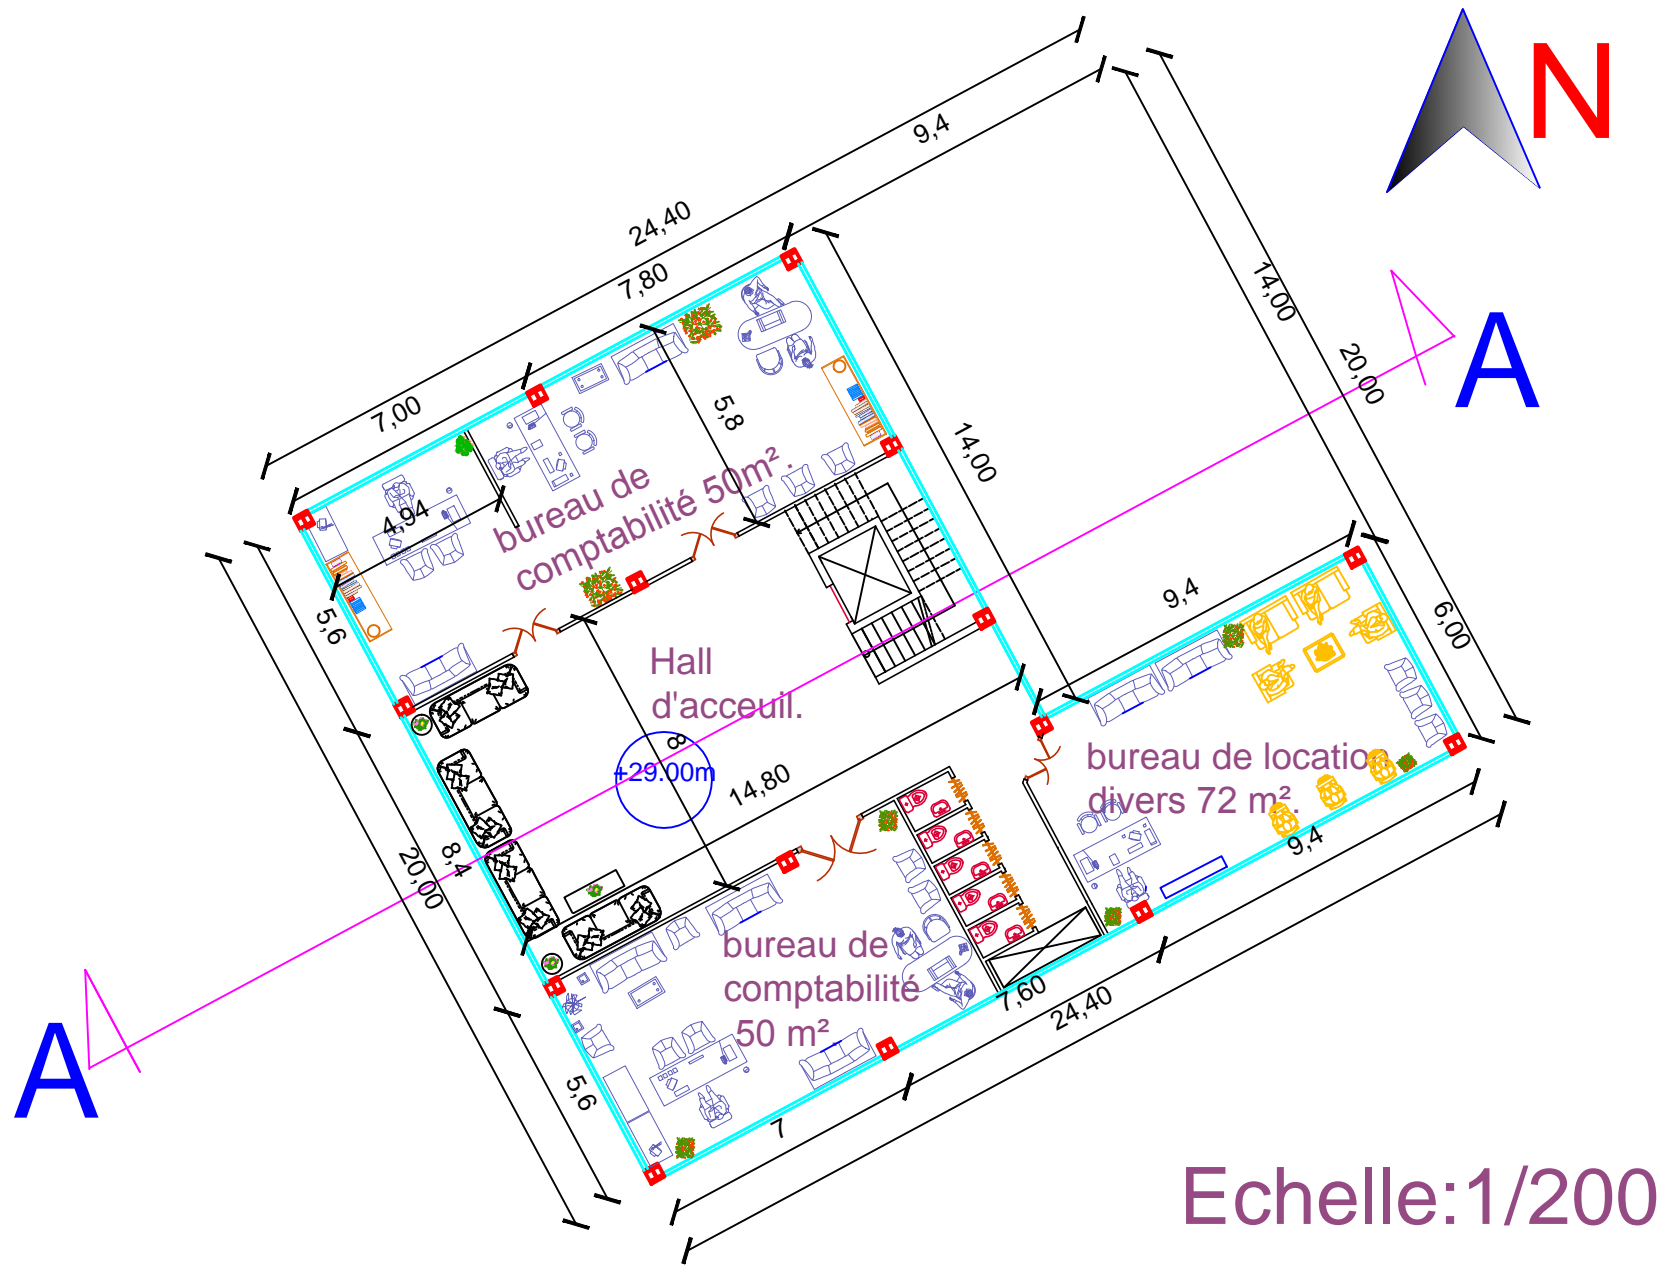 N
9,4
24,40
7,80
7,00
14,00
20,00
A
5,8
14,00
4,94
bureau de
comptabilité 50m².
5,6
9,4
6,00
Hall
d'acceuil.
8
+29.00m
14,80
bureau de location
divers 72 m².
9,4
8,4
20,00
bureau de
comptabilité
50 m²
7,60
24,40
A
5,6
7
Echelle:1/200